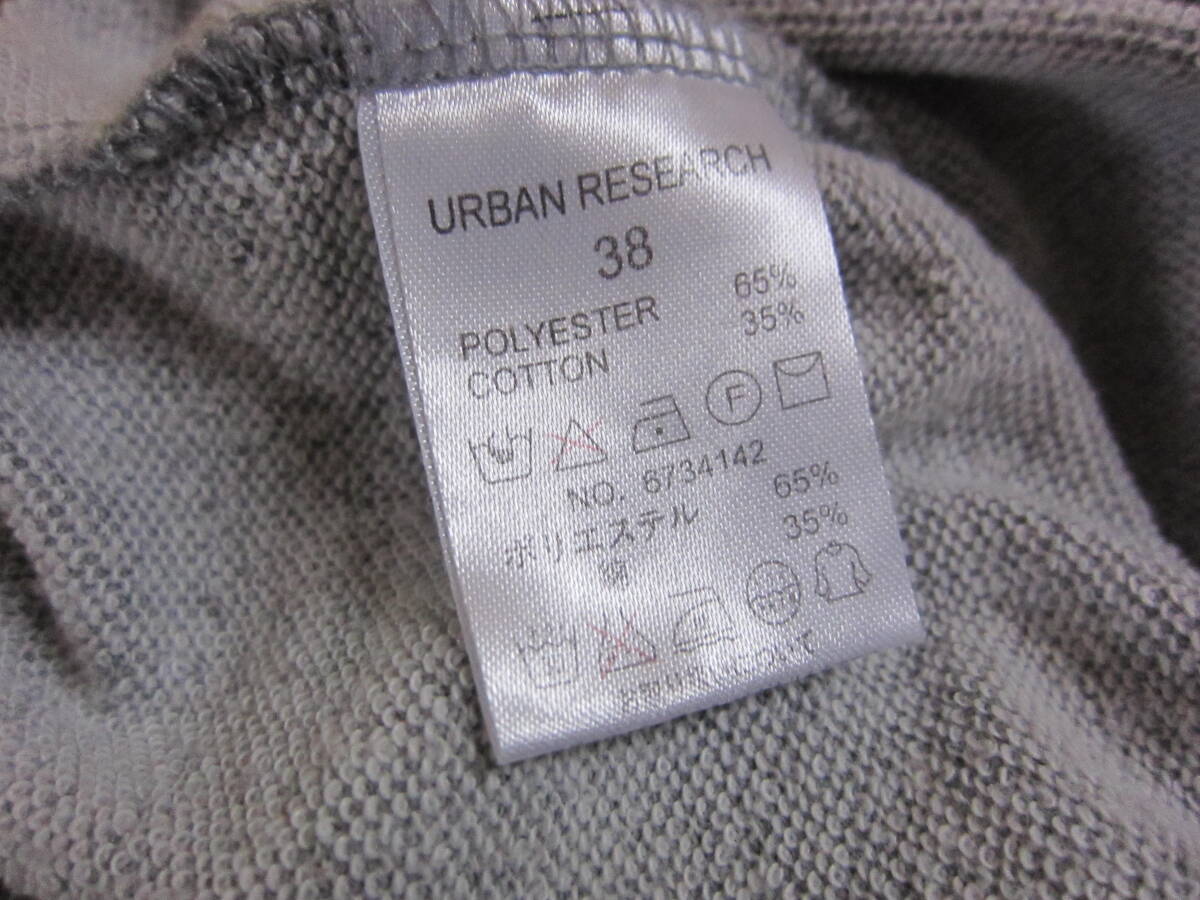 URBAN RESEARCH
38
POLYESTER 65%
COTTON 35%
F
NO. 6734142
ポリエステル 65%
綿 35%